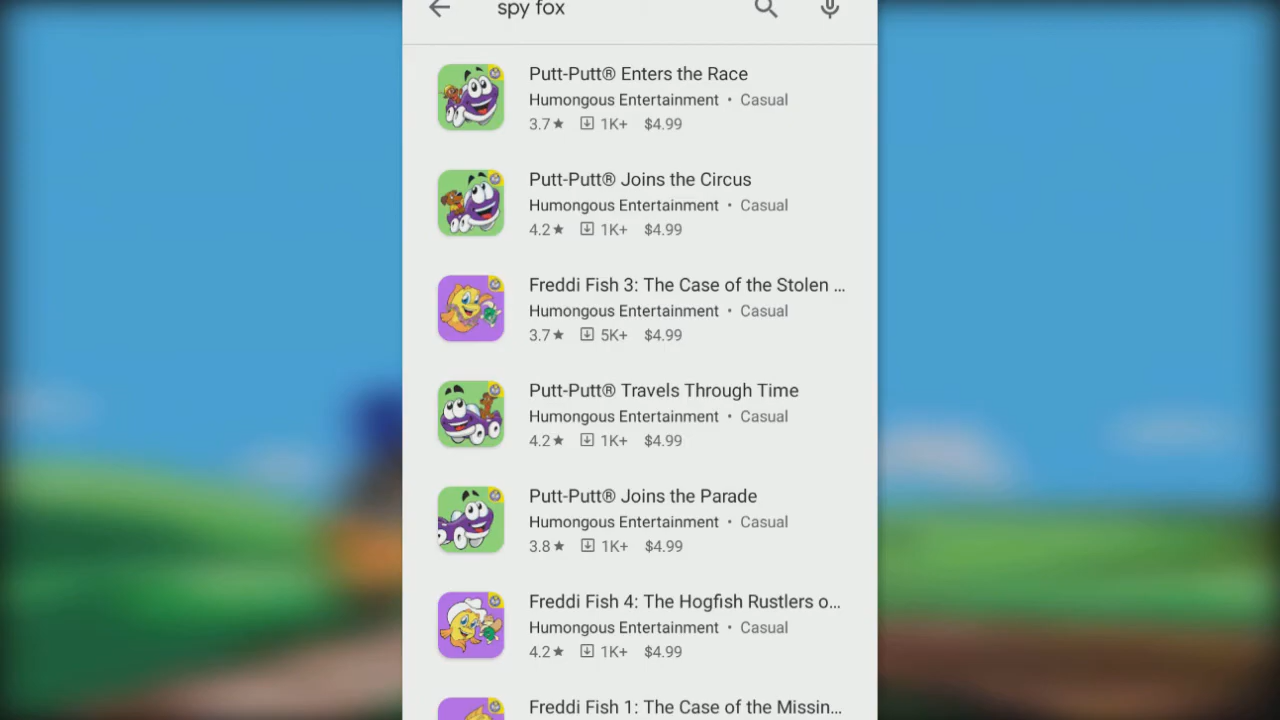 spy fox
Putt-Putt® Enters the Race
Humongous Entertainment • Casual
3.7★ 1K+ $4.99
Putt-Putt® Joins the Circus
Humongous Entertainment • Casual
4.2★ 1K+ $4.99
Freddi Fish 3: The Case of the Stolen ...
Humongous Entertainment • Casual
3.7★ 5K+ $4.99
Putt-Putt® Travels Through Time
Humongous Entertainment • Casual
4.2★ 1K+ $4.99
Putt-Putt® Joins the Parade
Humongous Entertainment • Casual
3.8★ 1K+ $4.99
Freddi Fish 4: The Hogfish Rustlers o...
Humongous Entertainment • Casual
4.2★ 1K+ $4.99
Freddi Fish 1: The Case of the Missin...